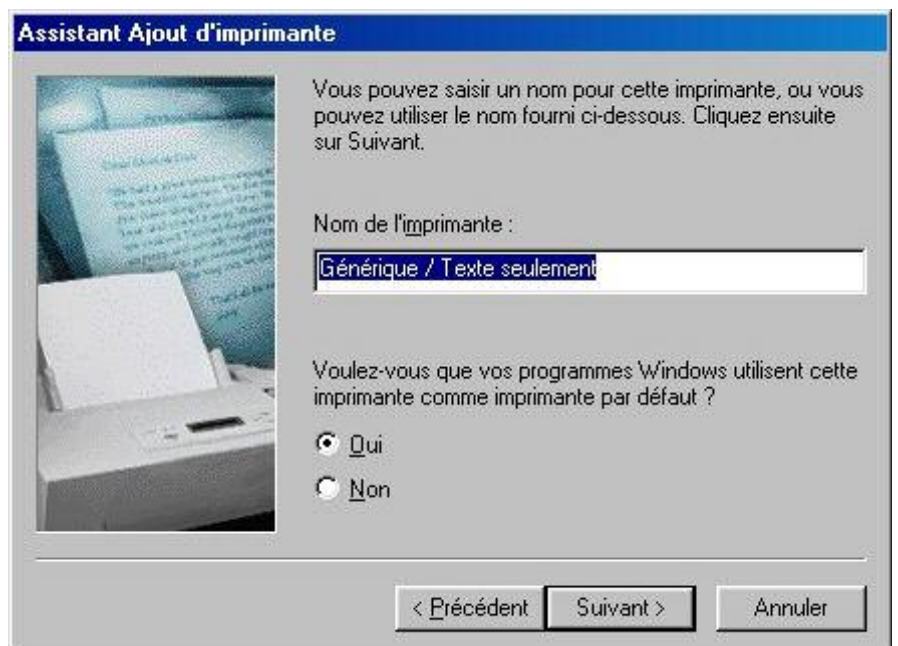 Assistant Ajout d'imprimante
Vous pouvez saisir un nom pour cette imprimante, ou vous
pouvez utiliser le nom fourni ci-dessous. Cliquez ensuite
sur Suivant.
Nom de l'imprimante :
Générique / Texte seulement
Voulez-vous que vos programmes Windows utilisent cette
imprimante comme imprimante par défaut ?
Oui
Non
< Précédent
Suivant >
Annuler